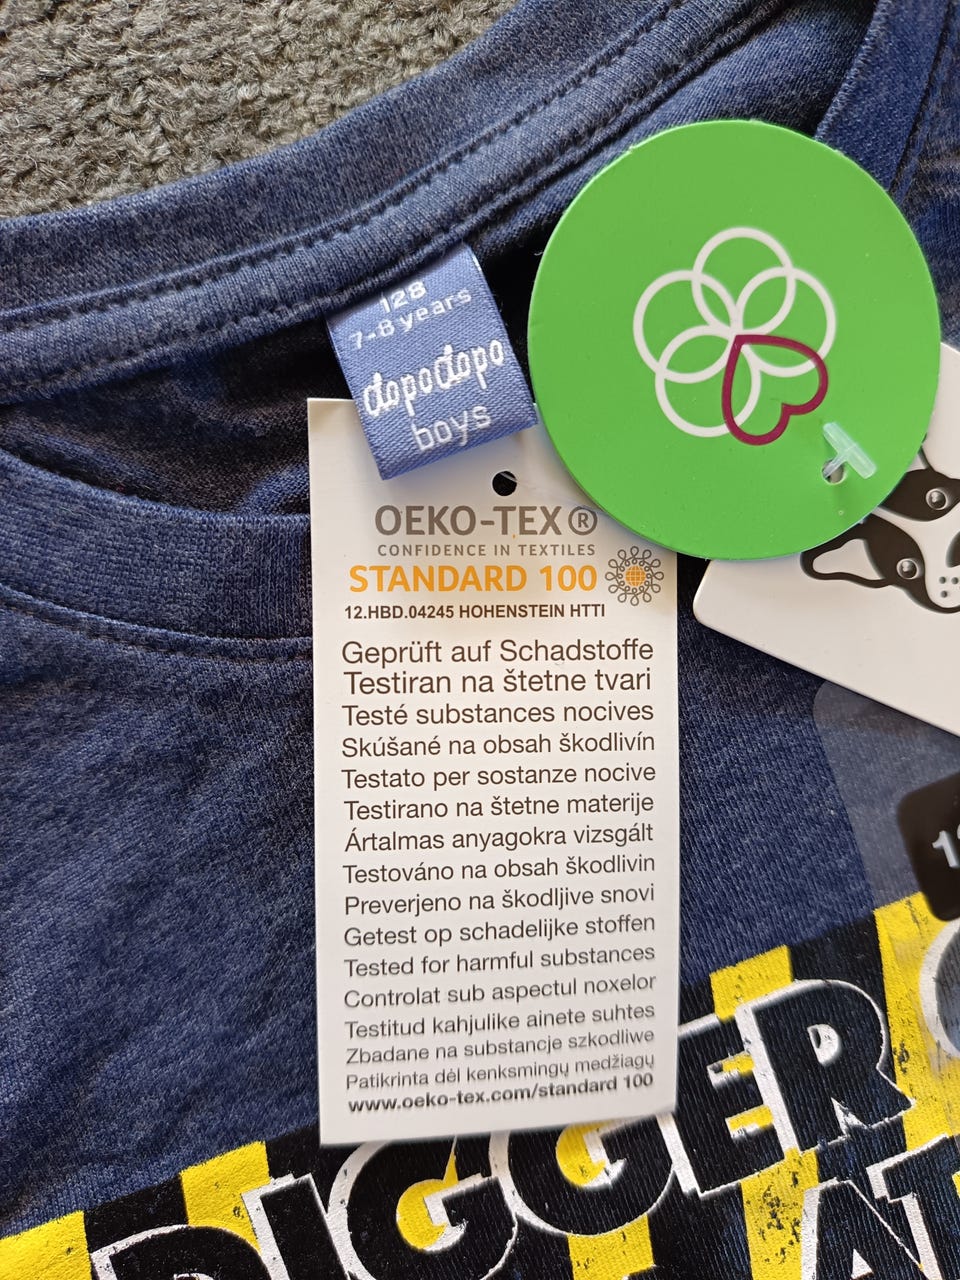 128
7-8 years
dopodopo
boys
OEKO-TEX®
CONFIDENCE IN TEXTILES
STANDARD 100
12.HBD.04245 HOHENSTEIN HTTI
Geprüft auf Schadstoffe
Testiran na štetne tvari
Testé substances nocives
Skúšané na obsah škodlivín
Testato per sostanze nocive
Testirano na štetne materije
Ártalmas anyagokra vizsgált
Testováno na obsah škodlivin
Preverjeno na škodljive snovi
Getest op schadelijke stoffen
Tested for harmful substances
Controlat sub aspectul noxelor
Testitud kahjulike ainete suhtes
Zbadane na substancje szkodliwe
Patikrinta dėl kenksmingų medžiagų
www.oeko-tex.com/standard 100
DIGGER